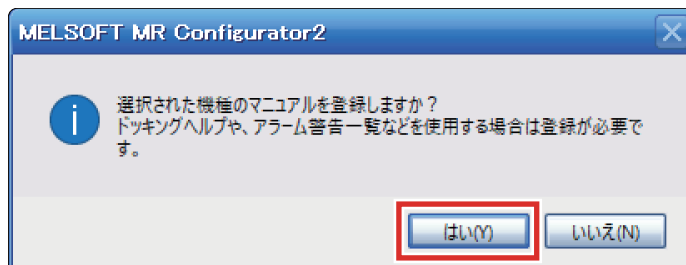 MELSOFT MR Configurator2
選択された機種のマニュアルを登録しますか？
ドッキングヘルプや、アラーム警告一覧などを使用する場合は登録が必要で
す。
はい(Y)
いいえ(N)